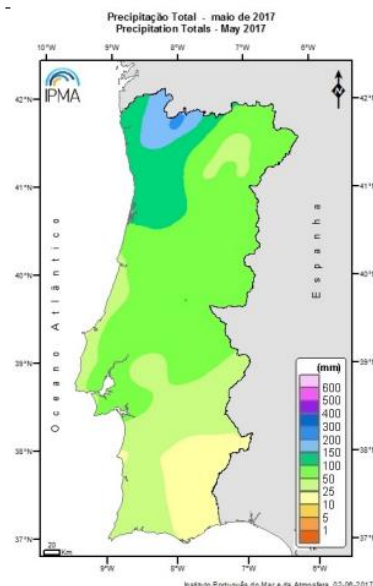 Precipitação Total - maio de 2017
Precipitation Totals - May 2017
10°W 9°W 8°W 7°W 6°W
IPMA
N
42°N 42°N
41°N 41°N
40°N 40°N
39°N 39°N
38°N 38°N
37°N 37°N
Oceano Atlântico
Espanha
(mm)
600
500
400
300
200
150
100
50
25
10
5
1
20
Km
9°W 8°W 7°W 6°W
Instituto Português do Mar e da Atmosfera, 02-06-2017